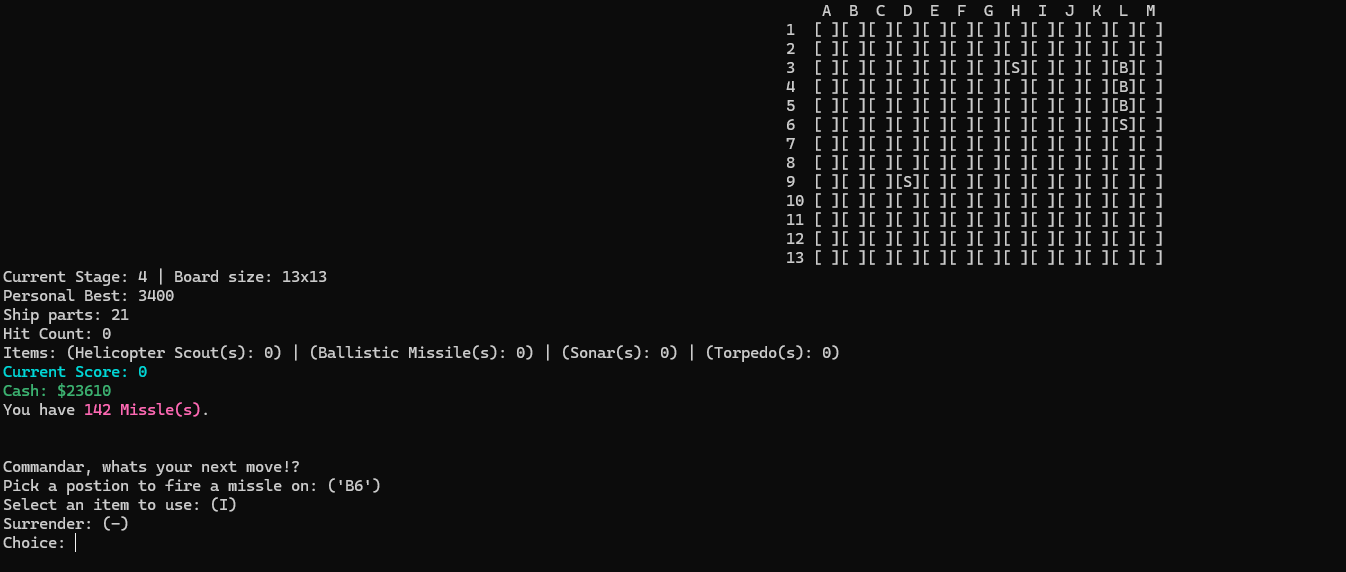 A B C D E F G H I J K L M
1 [ ][ ][ ][ ][ ][ ][ ][ ][ ][ ][ ][ ][ ]
2 [ ][ ][ ][ ][ ][ ][ ][ ][ ][ ][ ][ ][ ]
3 [ ][ ][ ][ ][ ][ ][ ][S][ ][ ][ ][B][ ]
4 [ ][ ][ ][ ][ ][ ][ ][ ][ ][ ][ ][B][ ]
5 [ ][ ][ ][ ][ ][ ][ ][ ][ ][ ][ ][B][ ]
6 [ ][ ][ ][ ][ ][ ][ ][ ][ ][ ][ ][S][ ]
7 [ ][ ][ ][ ][ ][ ][ ][ ][ ][ ][ ][ ][ ]
8 [ ][ ][ ][ ][ ][ ][ ][ ][ ][ ][ ][ ][ ]
9 [ ][ ][ ][S][ ][ ][ ][ ][ ][ ][ ][ ][ ]
10 [ ][ ][ ][ ][ ][ ][ ][ ][ ][ ][ ][ ][ ]
11 [ ][ ][ ][ ][ ][ ][ ][ ][ ][ ][ ][ ][ ]
12 [ ][ ][ ][ ][ ][ ][ ][ ][ ][ ][ ][ ][ ]
13 [ ][ ][ ][ ][ ][ ][ ][ ][ ][ ][ ][ ][ ]
Current Stage: 4 | Board size: 13x13
Personal Best: 3400
Ship parts: 21
Hit Count: 0
Items: (Helicopter Scout(s): 0) | (Ballistic Missile(s): 0) | (Sonar(s): 0) | (Torpedo(s): 0)
Current Score: 0
Cash: $23610
You have 142 Missle(s).
Commandar, whats your next move!?
Pick a postion to fire a missle on: ('B6')
Select an item to use: (I)
Surrender: (-)
Choice: